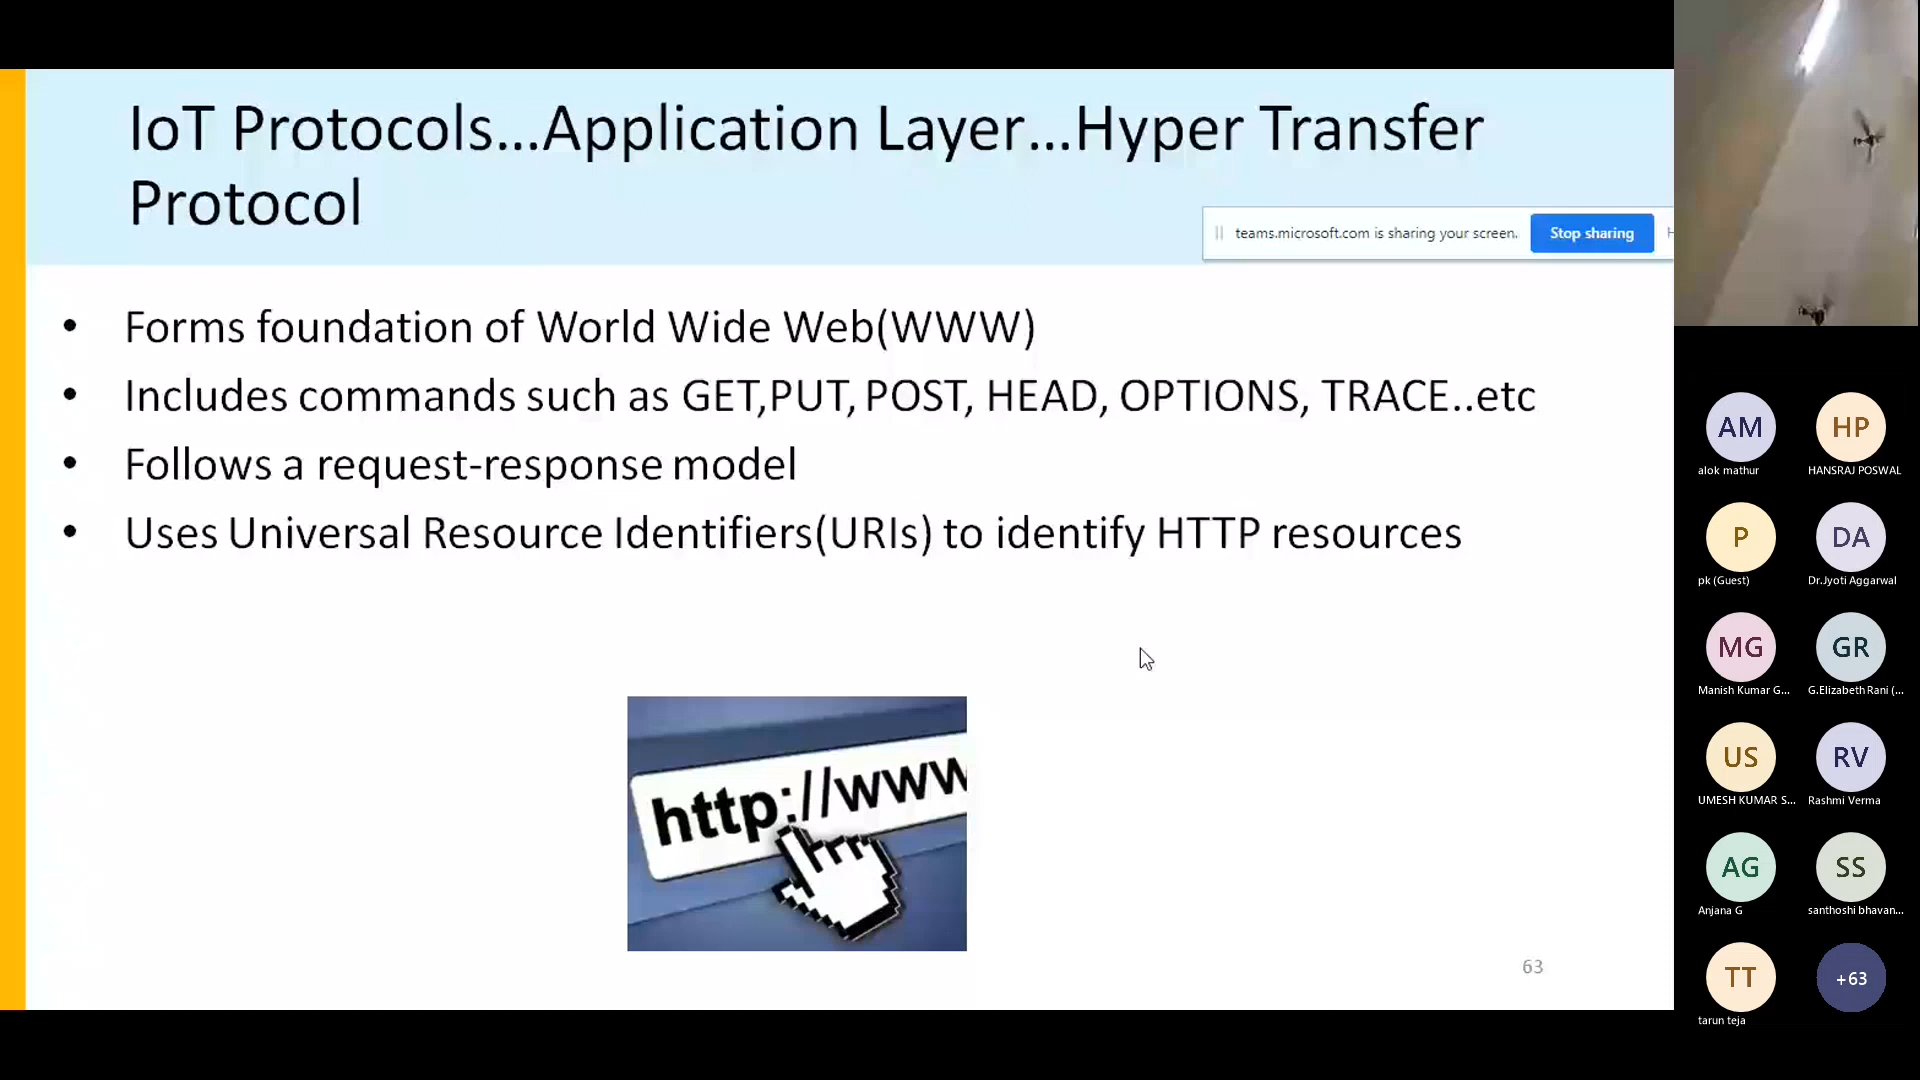 IoT Protocols...Application Layer...Hyper Transfer
Protocol
teams.microsoft.com is sharing your screen.
Stop sharing
• Forms foundation of World Wide Web(WWW)
• Includes commands such as GET,PUT, POST, HEAD, OPTIONS, TRACE..etc
• Follows a request-response model
• Uses Universal Resource Identifiers(URIs) to identify HTTP resources
http://www
63
AM
alok mathur
HP
HANSRAJ POSWAL
P
pk (Guest)
DA
Dr.Jyoti Aggarwal
MG
Manish Kumar G...
GR
G.Elizabeth Rani (...
US
UMESH KUMAR S...
RV
Rashmi Verma
AG
Anjana G
SS
santhoshi bhavan...
TT
tarun teja
+63